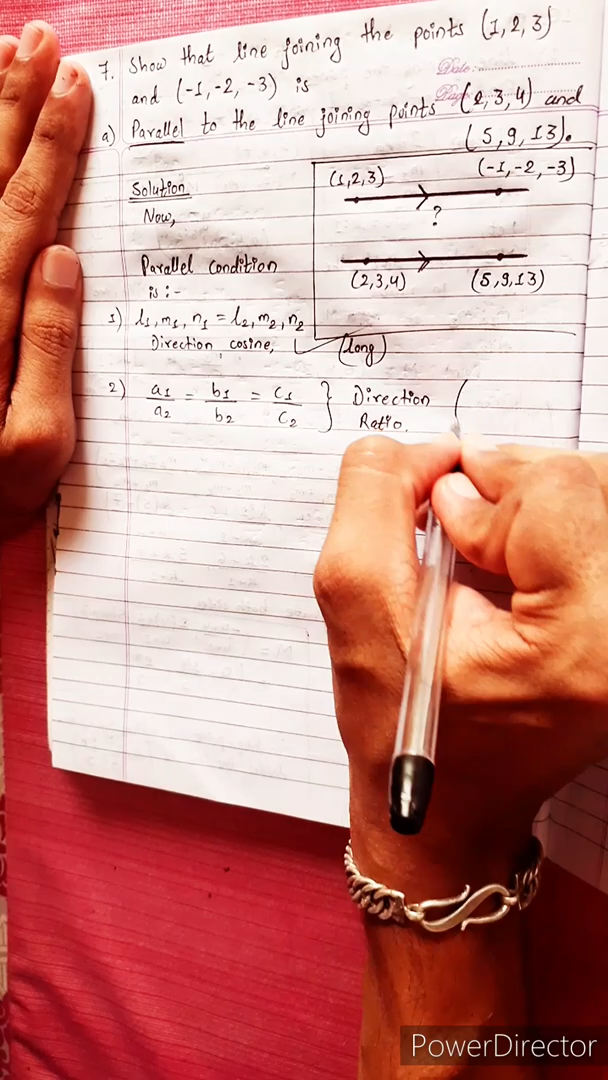 7. Show that line joining the points (1,2,3)
and (-1,-2,-3) is
Date:
Page:
a) Parallel to the line joining points (2,3,4) and
(5,9,13).
Solution
Now,
(1,2,3) (-1,-2,-3)
?
(2,3,4) (5,9,13)
Parallel condition
is :-
1) l₁, m₁, n₁ = l₂, m₂, n₂
Direction cosine, (long)
2) a₁/a₂ = b₁/b₂ = c₁/c₂ } Direction (
Ratio.
PowerDirector